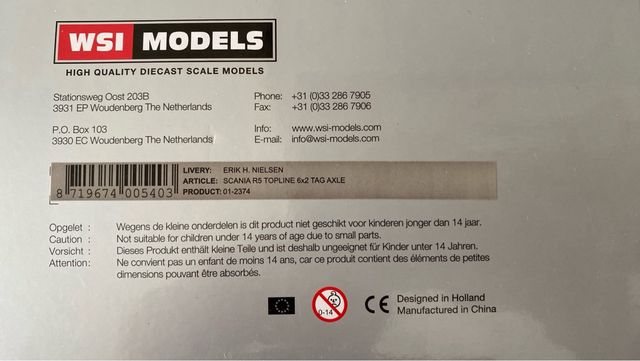 WSI MODELS
HIGH QUALITY DIECAST SCALE MODELS
Stationsweg Oost 203B
3931 EP Woudenberg The Netherlands
P.O. Box 103
3930 EC Woudenberg The Netherlands
Phone: +31 (0)33 286 7905
Fax: +31 (0)33 286 7906
Info: www.wsi-models.com
E-mail: info@wsi-models.com
LIVERY: ERIK H. NIELSEN
ARTICLE: SCANIA R5 TOPLINE 6x2 TAG AXLE
PRODUCT: 01-2374
8 719674 005403
Opgelet : Wegens de kleine onderdelen is dit product niet geschikt voor kinderen jonger dan 14 jaar.
Caution : Not suitable for children under 14 years of age due to small parts.
Vorsicht : Dieses Produkt enthält kleine Teile und ist deshalb ungeeignet für Kinder unter 14 Jahren.
Attention: Ne convient pas un enfant de moins 14 ans, car ce produit contient des éléments de petites
dimensions pouvant être absorbés.
0-14
CE
Designed in Holland
Manufactured in China